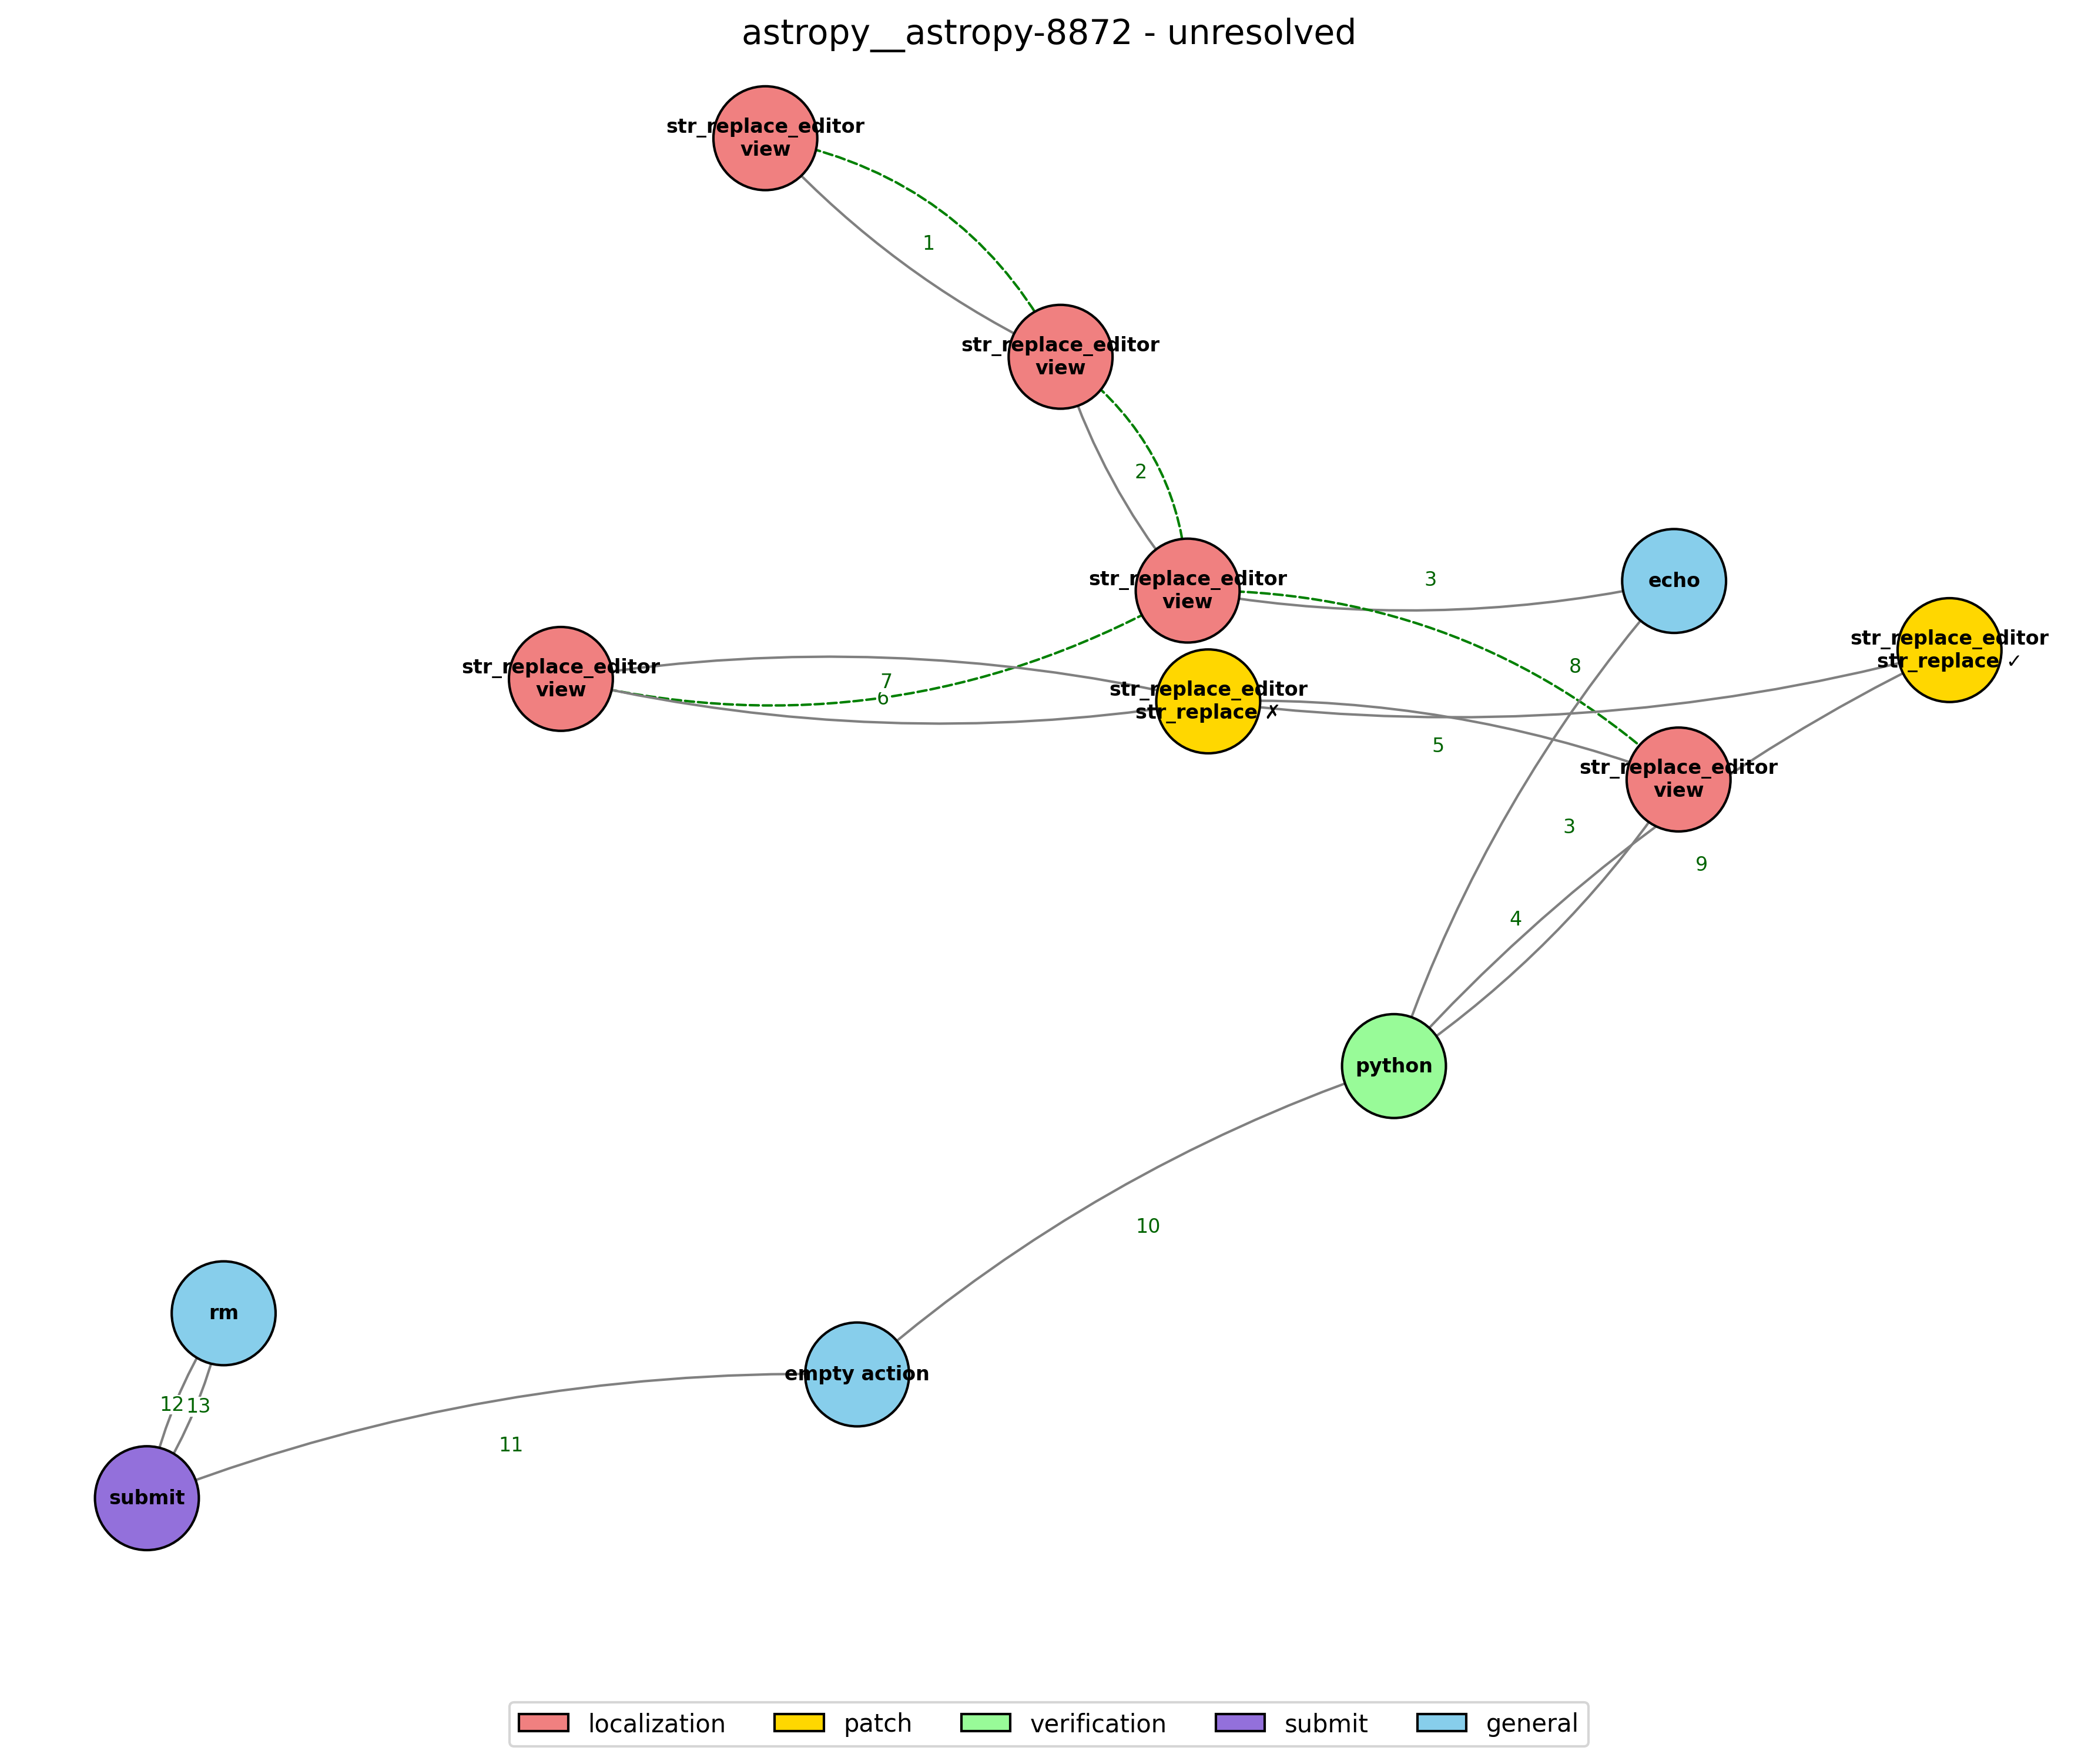 astropy__astropy-8872 - unresolved
str_replace_editor
view
1
str_replace_editor
view
2
str_replace_editor
view
3
echo
str_replace_editor
str_replace ✓
8
str_replace_editor
view
7
6
str_replace_editor
str_replace ✗
5
str_replace_editor
view
3
9
4
python
10
rm
empty action
12
13
11
submit
localization
patch
verification
submit
general